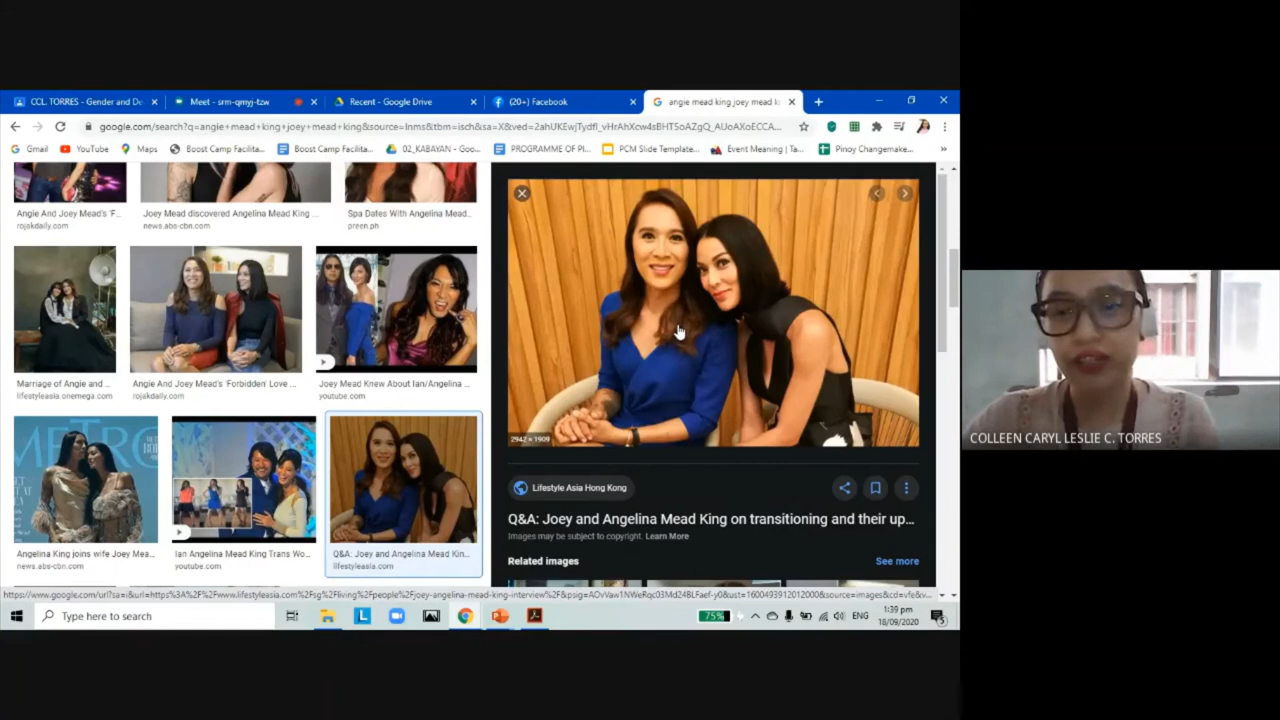 CCL. TORRES - Gender and De
Meet - srm-qmyj-tzw
Recent - Google Drive
(20+) Facebook
angie mead king joey mead k
google.com/search?q=angie+mead+king+joey+mead+king&source=lnms&tbm=isch&sa=X&ved=
Gmail
YouTube
Maps
Boost Camp Facilita...
Boost Camp Facilita...
02_KABAYAN - Goo...
PROGRAMME OF PI...
PCM Slide Template...
Event Meaning | Ta...
Pinoy Changemake...
Angie And Joey Mead's 'F...
rojakdaily.com
Joey Mead discovered Angelina Mead King ...
news.abs-cbn.com
Spa Dates With Angelina Mead...
preen.ph
Marriage of Angie and ...
lifestyleasia.onemega.com
Angie And Joey Mead's 'Forbidden' Love ...
rojakdaily.com
Joey Mead Knew About Ian/Angelina ...
youtube.com
METRO
Angelina King joins wife Joey Mea...
news.abs-cbn.com
Ian Angelina Mead King Trans Wo...
youtube.com
Q&A: Joey and Angelina Mead Kin...
lifestyleasia.com
2942 × 1909
Lifestyle Asia Hong Kong
Q&A: Joey and Angelina Mead King on transitioning and their up...
Images may be subject to copyright. Learn More
Related images
See more
Type here to search
75%
ENG
1:39 pm
18/09/2020
5
COLLEEN CARYL LESLIE C. TORRES